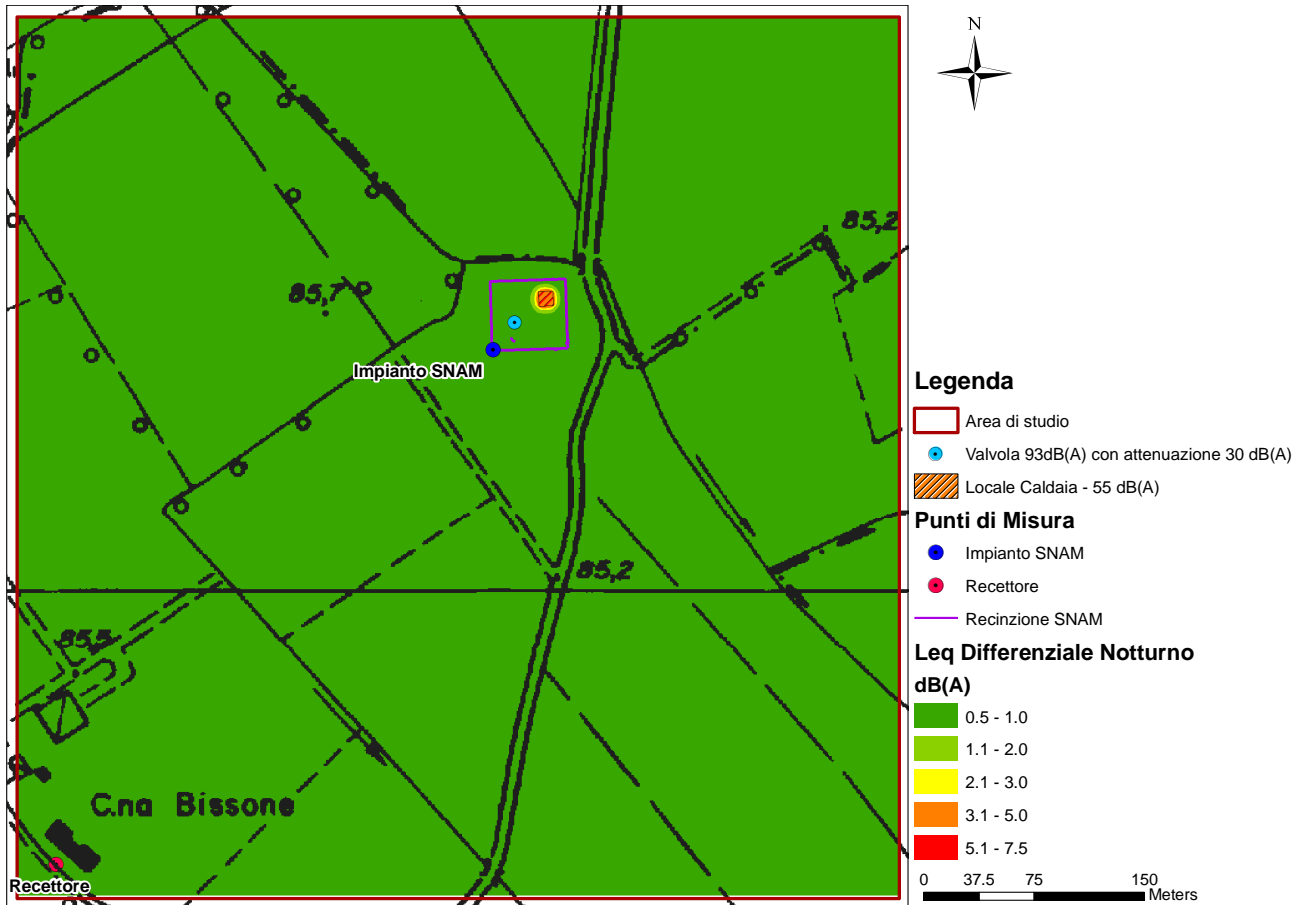 N
85,2
85,7
Impianto SNAM
85,2
85,5
C.na Bissone
Recettore
Legenda
Area di studio
Valvola 93dB(A) con attenuazione 30 dB(A)
Locale Caldaia - 55 dB(A)
Punti di Misura
Impianto SNAM
Recettore
Recinzione SNAM
Leq Differenziale Notturno
dB(A)
0.5 - 1.0
1.1 - 2.0
2.1 - 3.0
3.1 - 5.0
5.1 - 7.5
0 37.5 75 150
Meters